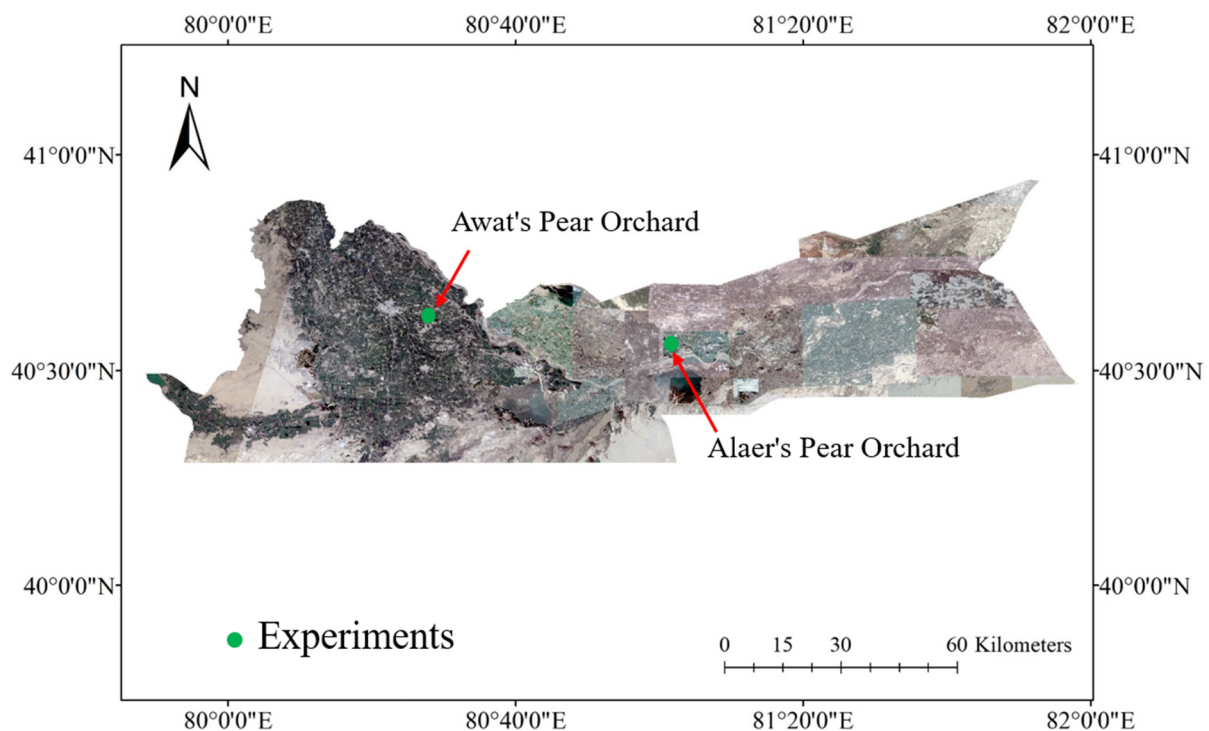 80°0'0"E 80°40'0"E 81°20'0"E 82°0'0"E
N
41°0'0"N 41°0'0"N
Awat's Pear Orchard
40°30'0"N 40°30'0"N
Alaer's Pear Orchard
40°0'0"N 40°0'0"N
Experiments
0 15 30 60 Kilometers
80°0'0"E 80°40'0"E 81°20'0"E 82°0'0"E